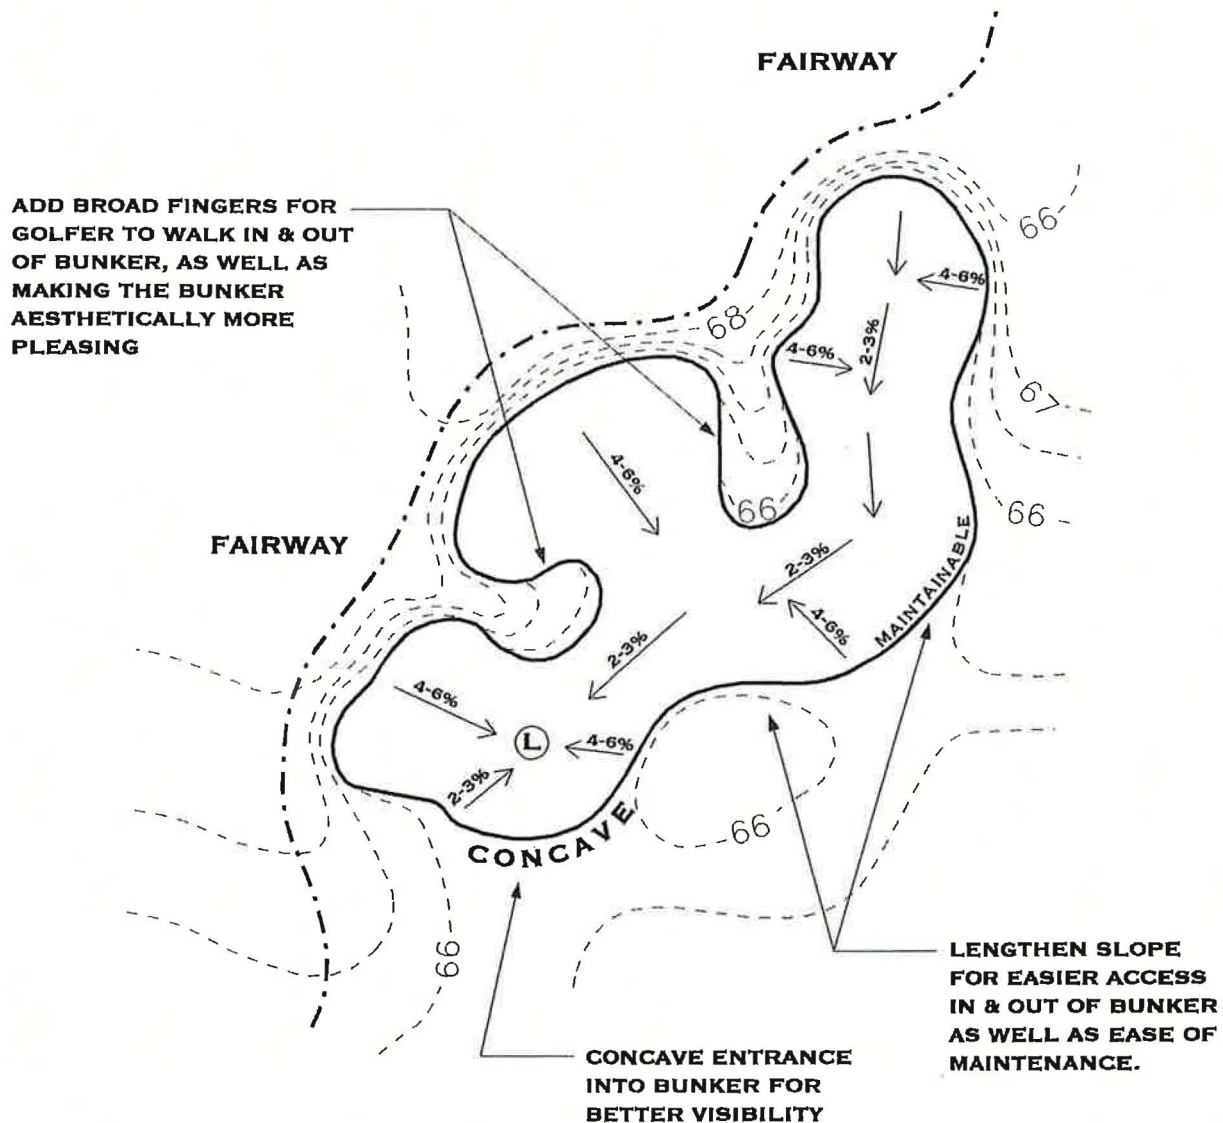 FAIRWAY
ADD BROAD FINGERS FOR
GOLFER TO WALK IN & OUT
OF BUNKER, AS WELL AS
MAKING THE BUNKER
AESTHETICALLY MORE
PLEASING
66
4-6%
68
4-6%
2-3%
67
4-6%
66
66
FAIRWAY
2-3%
MAINTAINABLE
4-6%
2-3%
4-6%
L
4-6%
2-3%
CONCAVE
66
66
LENGTHEN SLOPE
FOR EASIER ACCESS
IN & OUT OF BUNKER
AS WELL AS EASE OF
MAINTENANCE.
CONCAVE ENTRANCE
INTO BUNKER FOR
BETTER VISIBILITY